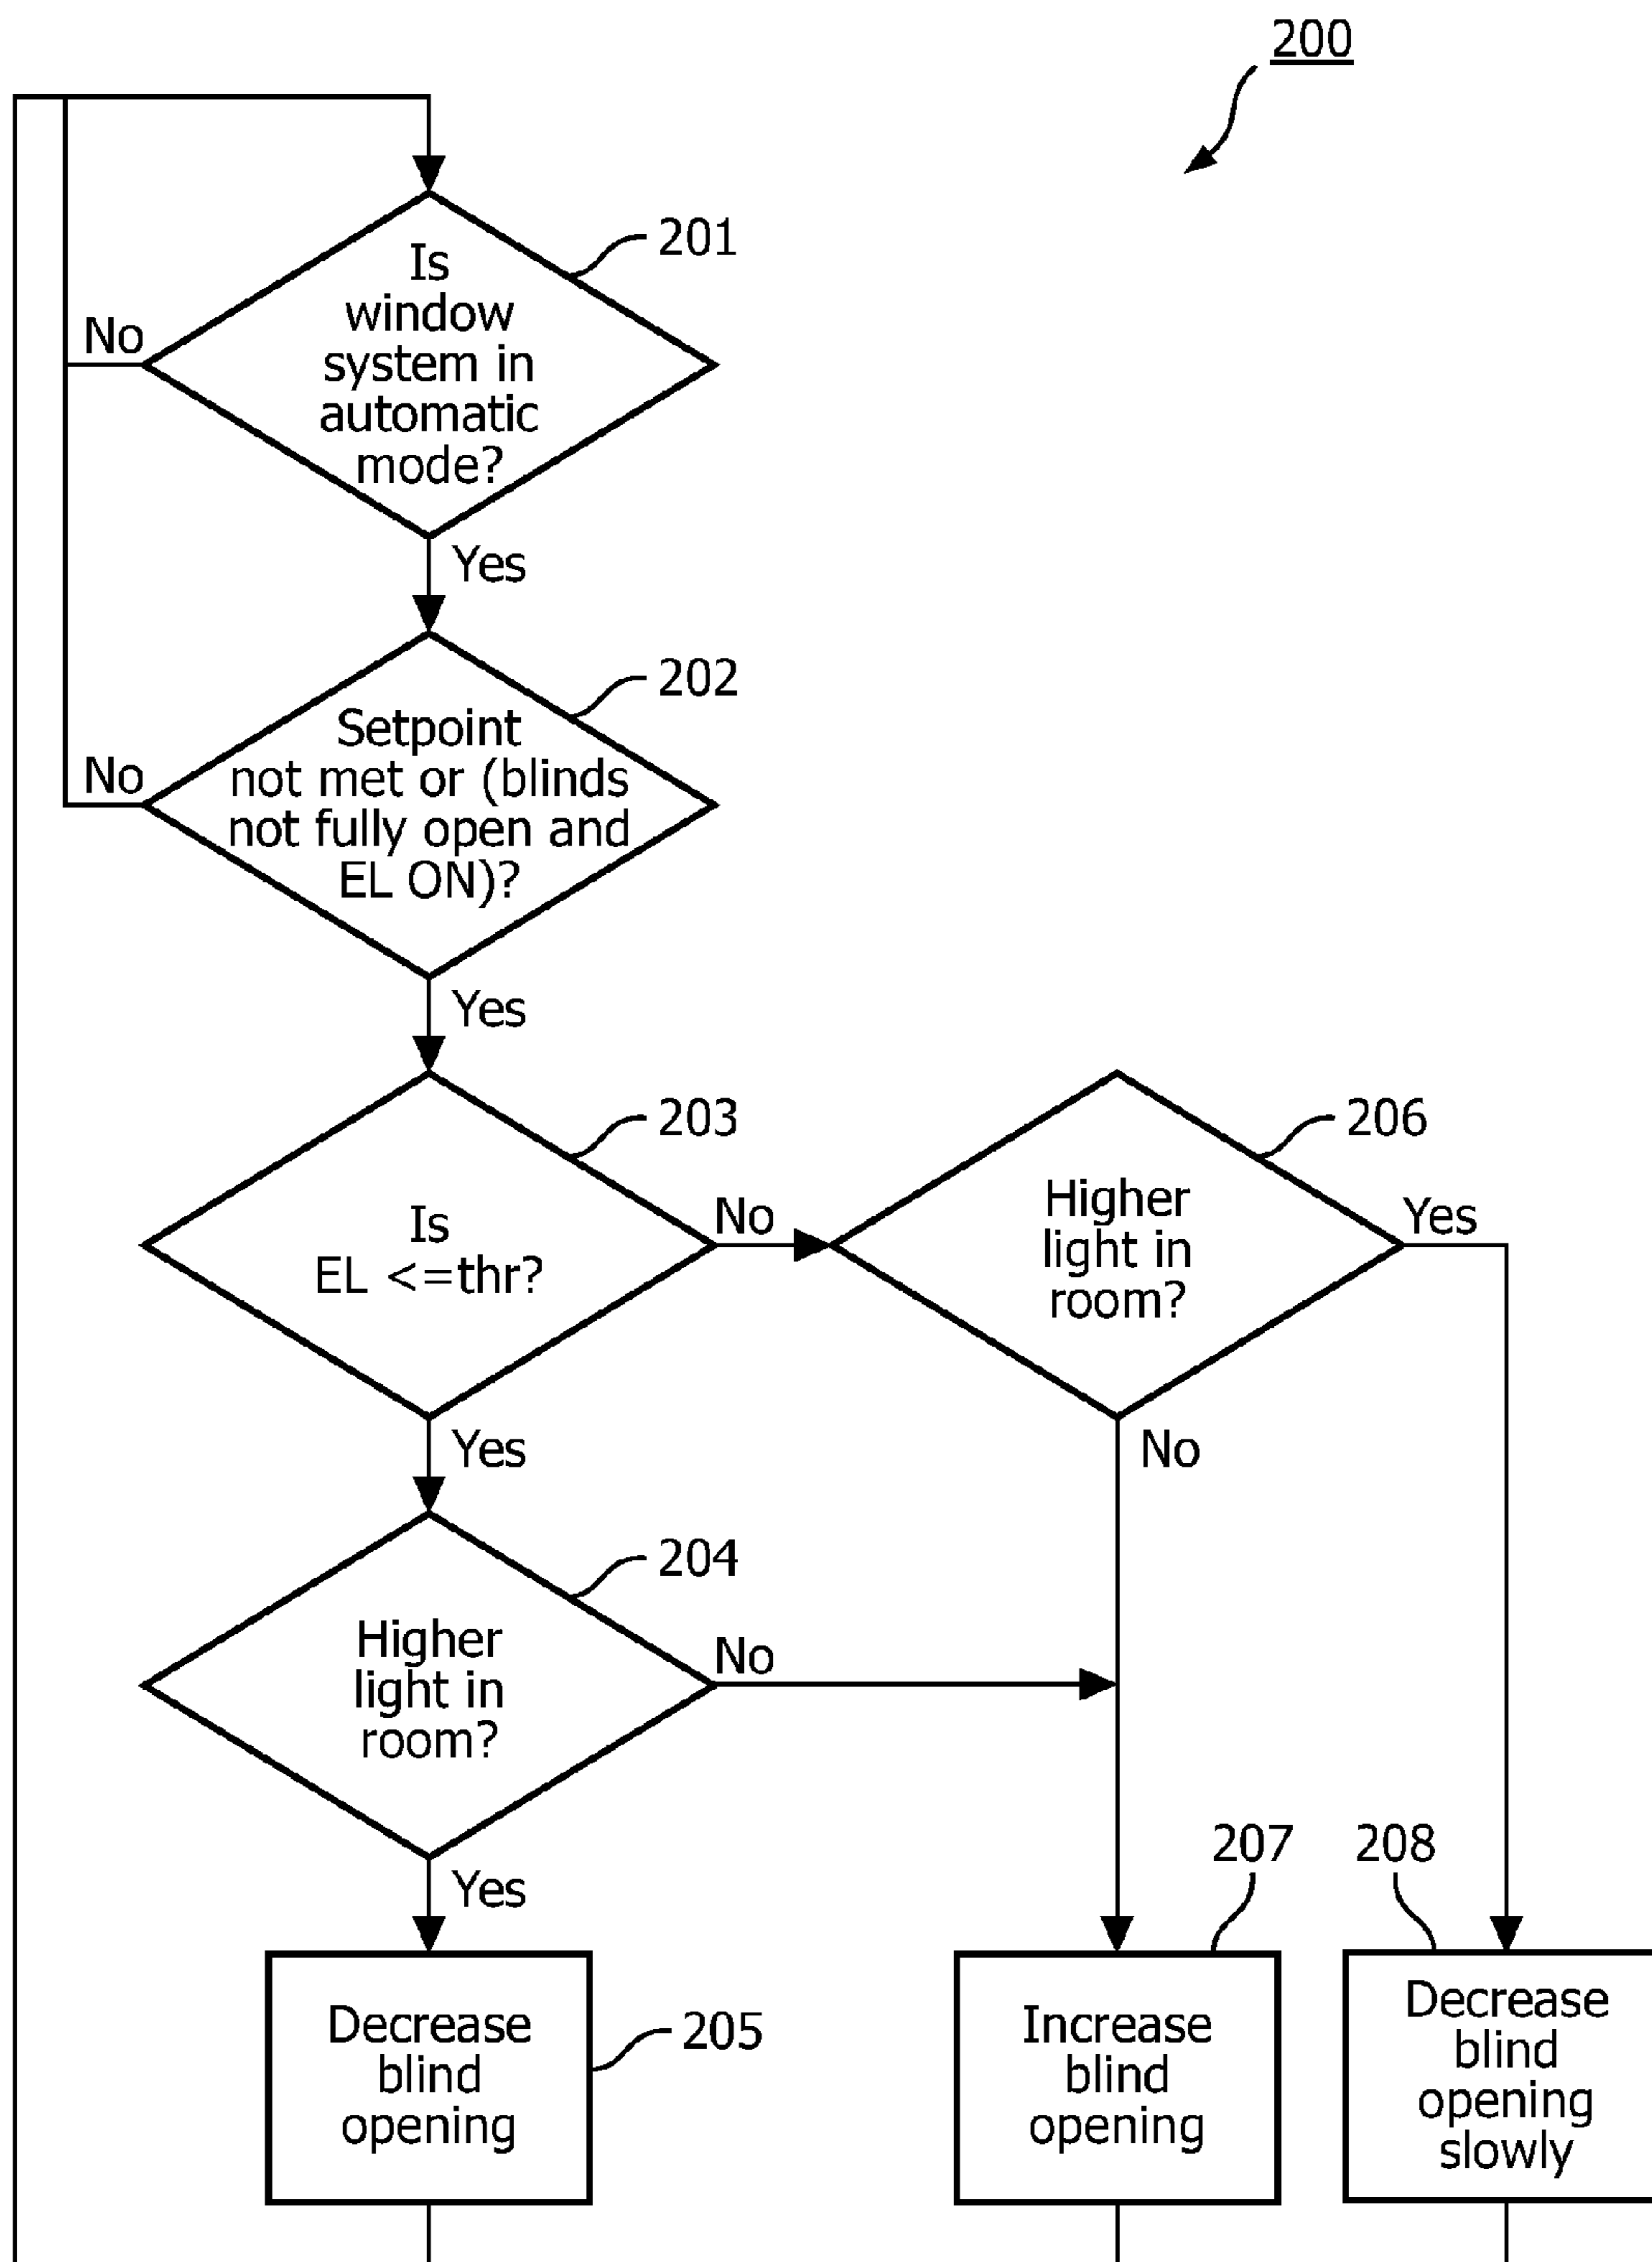 200
201
Is
window
system in
automatic
mode?
No
Yes
202
Setpoint
not met or (blinds
not fully open and
EL ON)?
No
Yes
203
Is
EL <=thr?
No
Yes
206
Higher
light in
room?
Yes
No
204
Higher
light in
room?
No
Yes
205
Decrease
blind
opening
207
Increase
blind
opening
208
Decrease
blind
opening
slowly